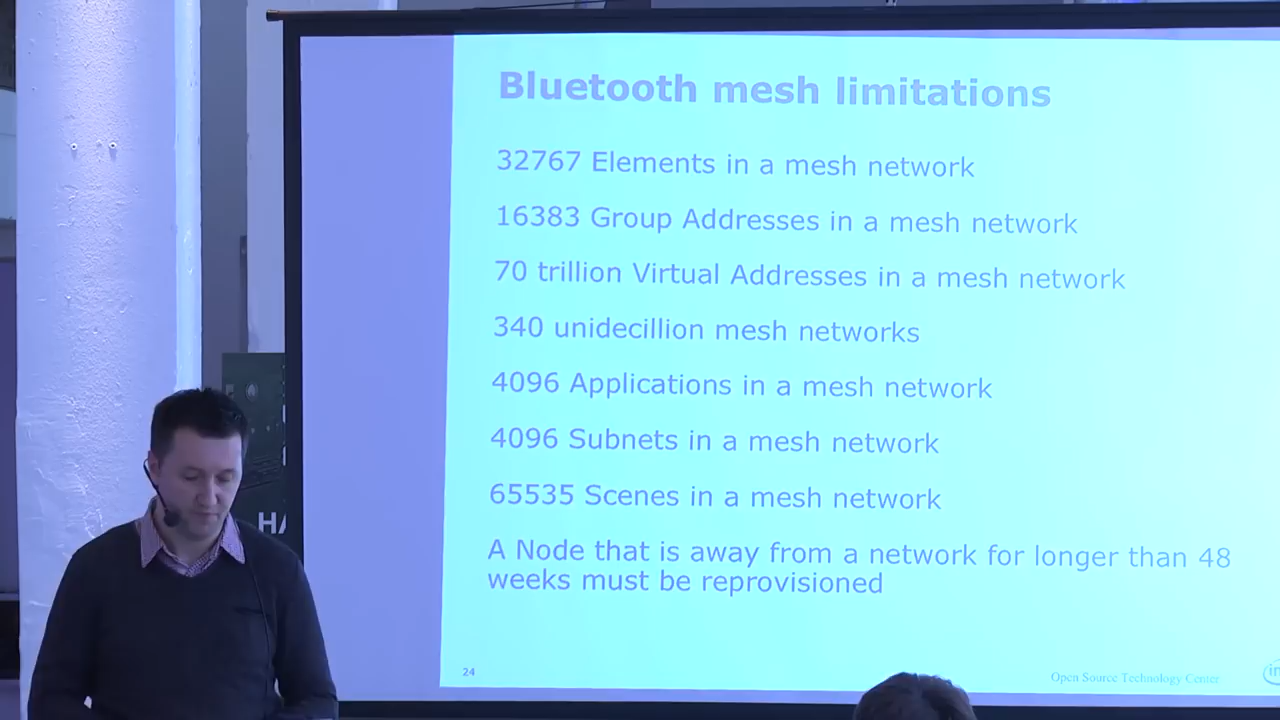 Bluetooth mesh limitations
32767 Elements in a mesh network
16383 Group Addresses in a mesh network
70 trillion Virtual Addresses in a mesh network
340 unidecillion mesh networks
4096 Applications in a mesh network
4096 Subnets in a mesh network
65535 Scenes in a mesh network
A Node that is away from a network for longer than 48
weeks must be reprovisioned
24
Open Source Technology Center